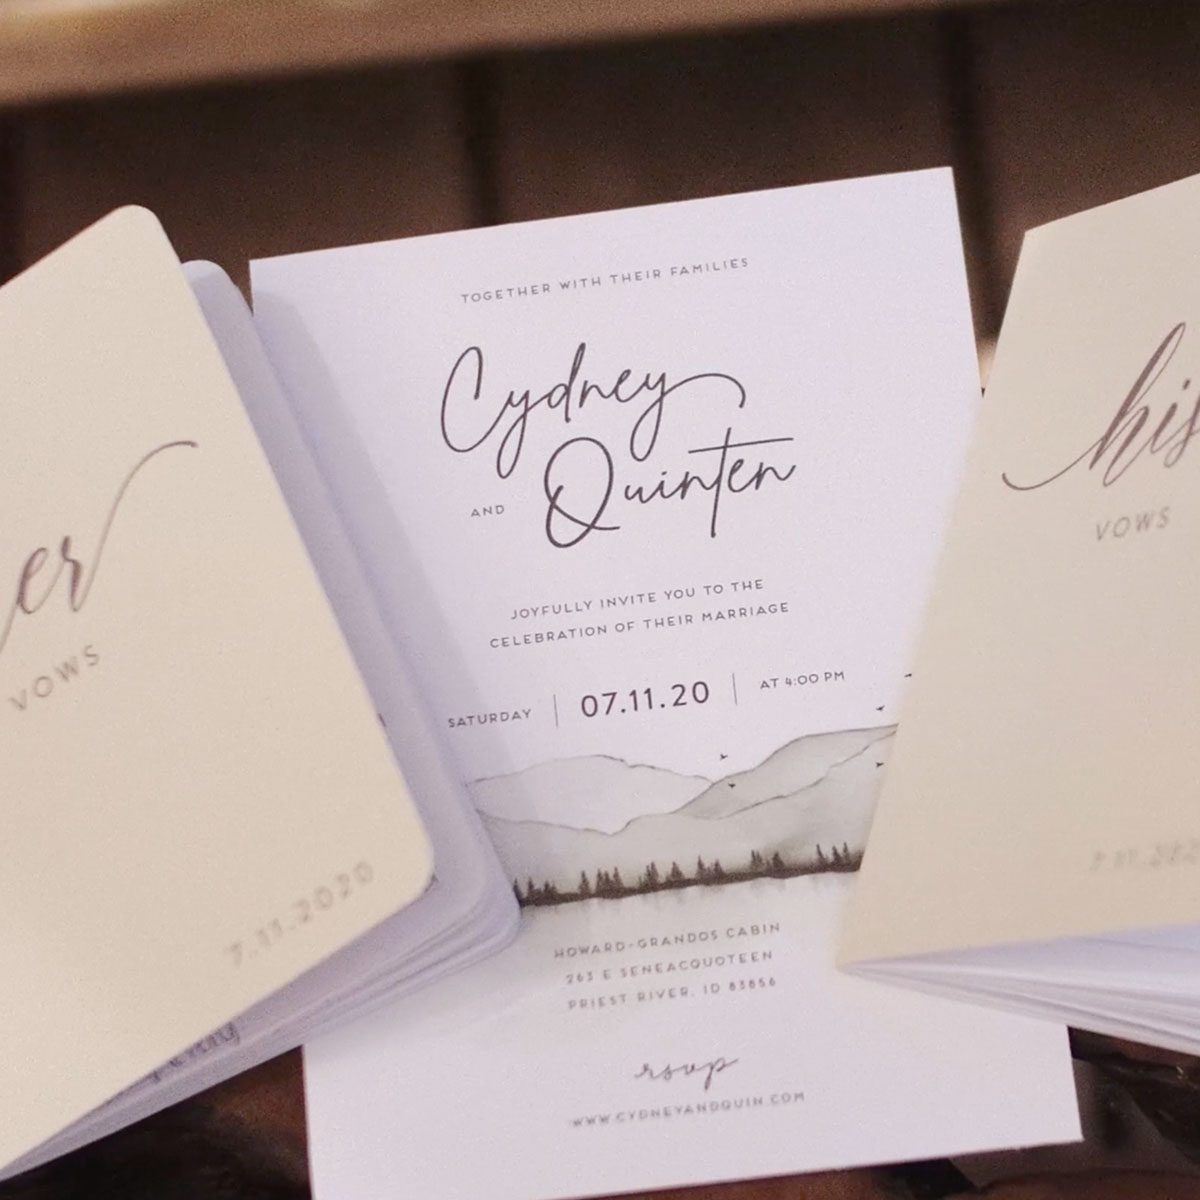 er
VOWS
7.11.2020
TOGETHER WITH THEIR FAMILIES
Cydney
AND Quinten
JOYFULLY INVITE YOU TO THE
CELEBRATION OF THEIR MARRIAGE
SATURDAY 07.11.20 AT 4:00 PM
HOWARD-GRANDOS CABIN
263 E SENEACQUOTEEN
PRIEST RIVER, ID 83856
rsvp
WWW.CYDNEYANDQUIN.COM
his
VOWS